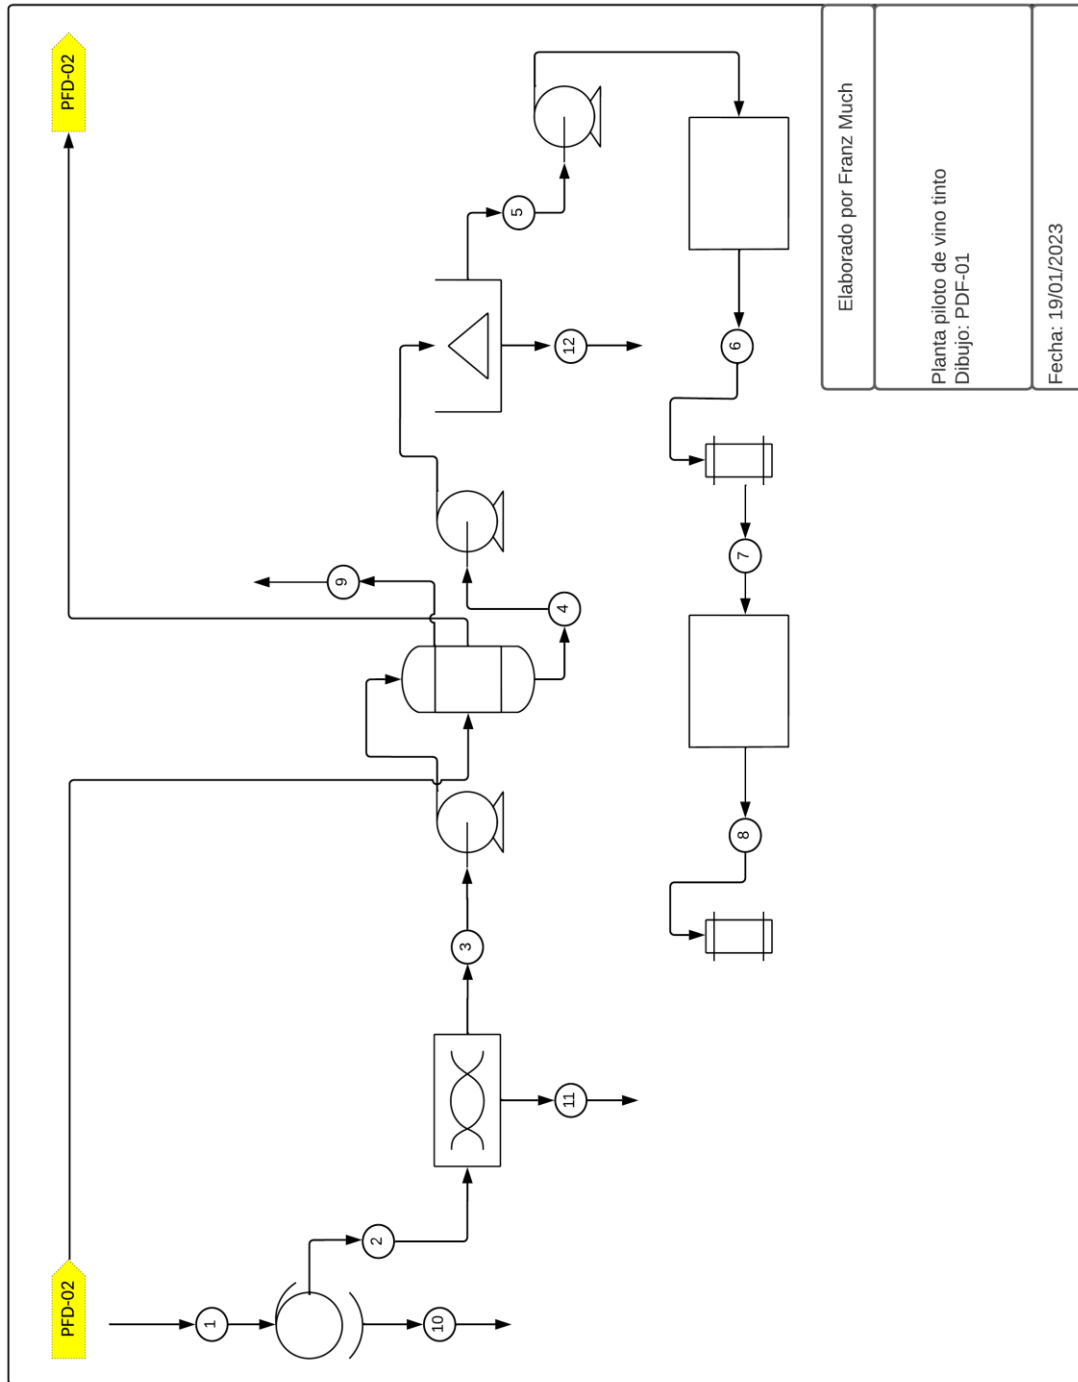 PFD-02
PFD-02
1
2
3
4
5
6
7
8
9
10
11
12
Elaborado por Franz Much
Planta piloto de vino tinto
Dibujo: PDF-01
Fecha: 19/01/2023